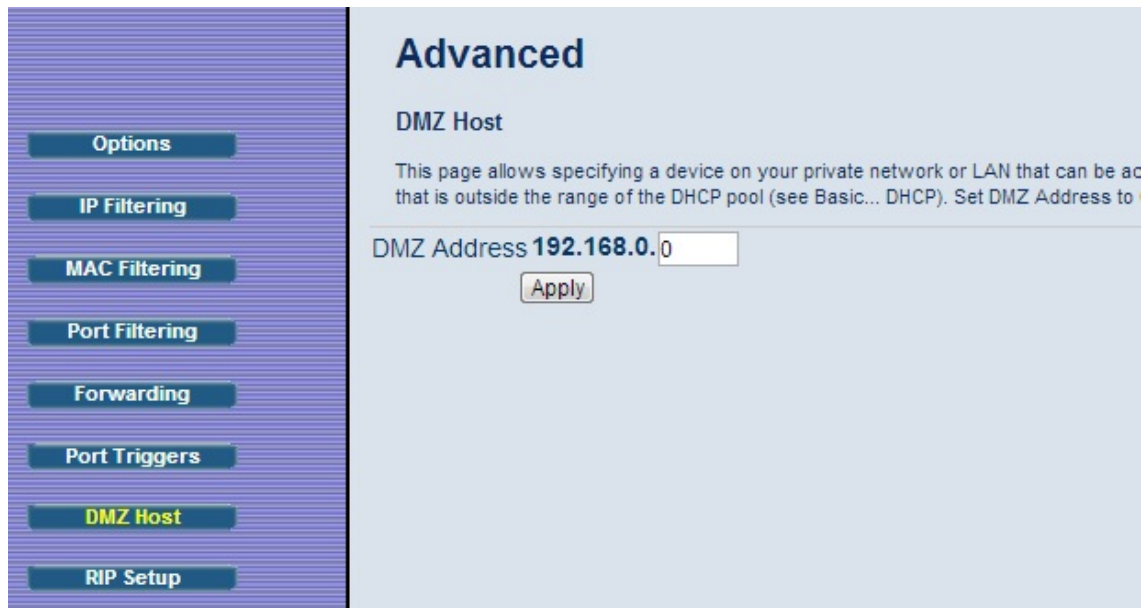 Options
IP Filtering
MAC Filtering
Port Filtering
Forwarding
Port Triggers
DMZ Host
RIP Setup
Advanced
DMZ Host
This page allows specifying a device on your private network or LAN that can be
that is outside the range of the DHCP pool (see Basic... DHCP). Set DMZ Address to
DMZ Address 192.168.0. 0
Apply